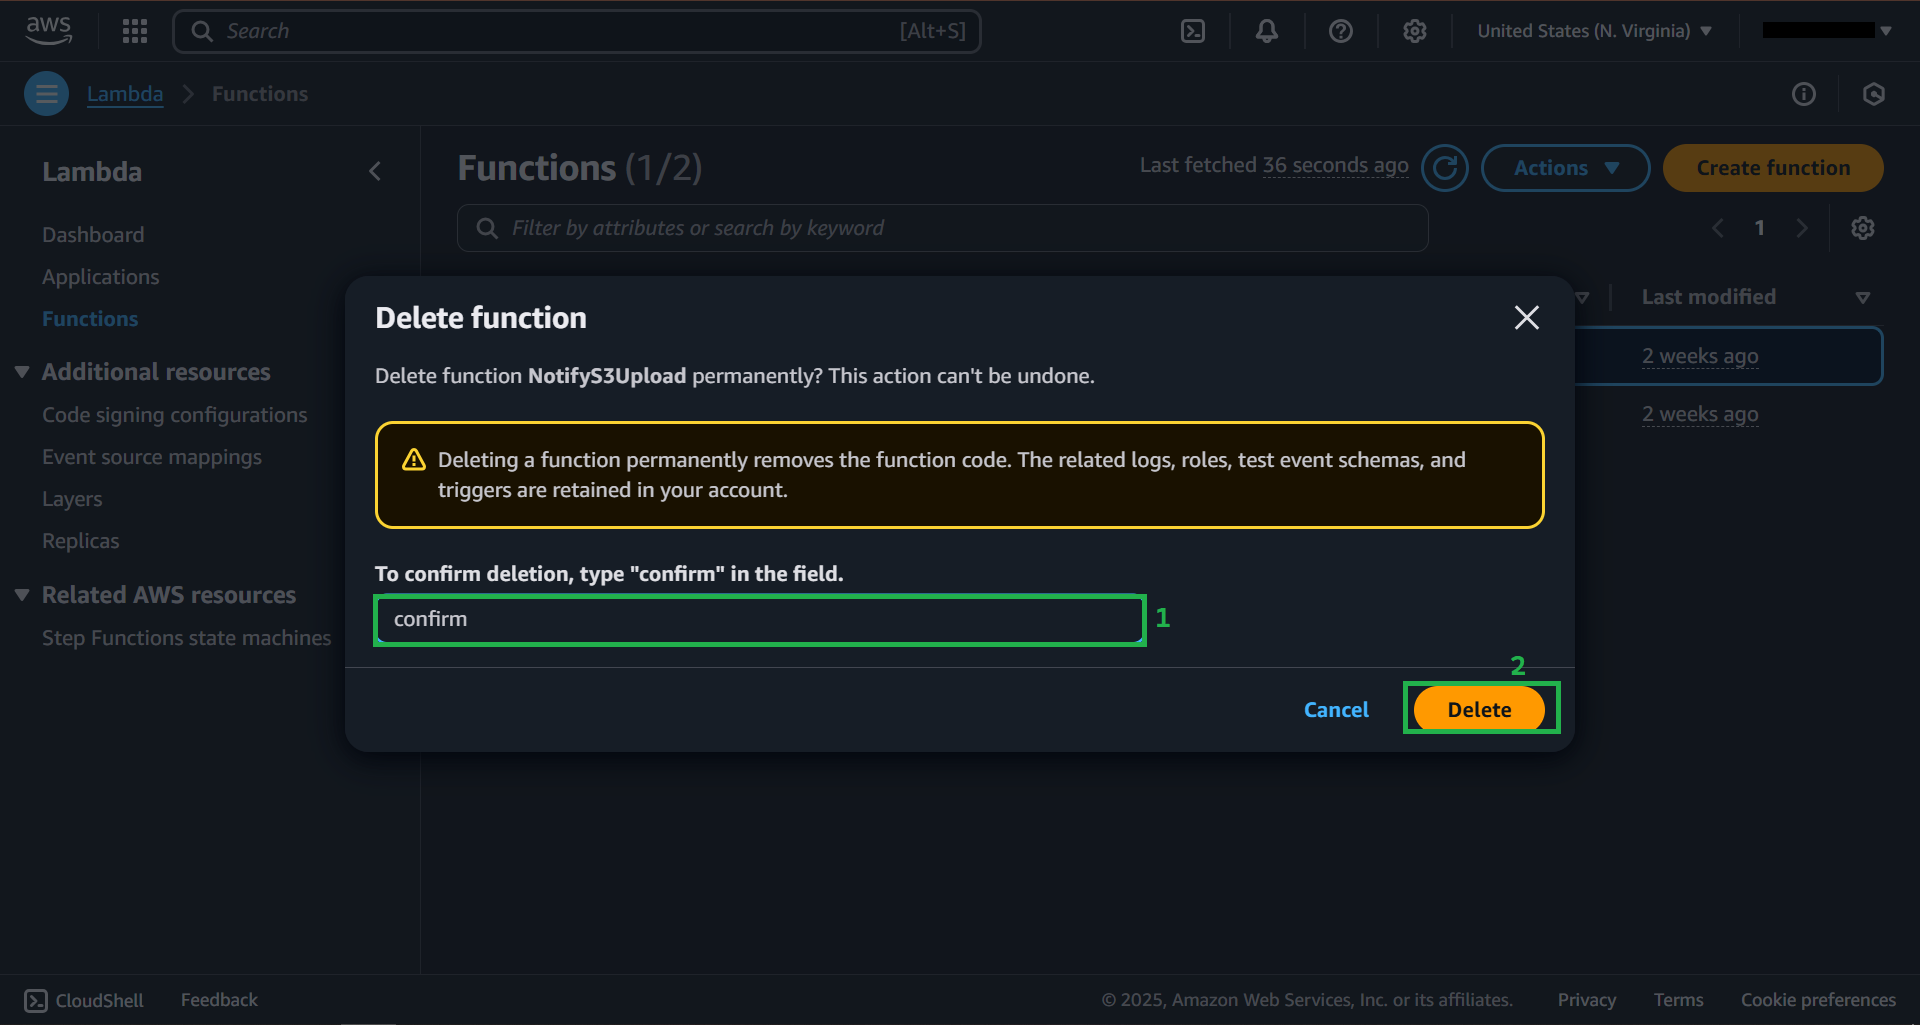 aws
Search
[Alt+S]
United States (N. Virginia)
Lambda
Functions
Lambda
Dashboard
Applications
Functions
Additional resources
Code signing configurations
Event source mappings
Layers
Replicas
Related AWS resources
Step Functions state machines
Functions (1/2)
Last fetched 36 seconds ago
Actions
Create function
Filter by attributes or search by keyword
1
Last modified
2 weeks ago
2 weeks ago
Delete function
Delete function NotifyS3Upload permanently? This action can't be undone.
Deleting a function permanently removes the function code. The related logs, roles, test event schemas, and
triggers are retained in your account.
To confirm deletion, type "confirm" in the field.
confirm
1
2
Cancel
Delete
CloudShell
Feedback
© 2025, Amazon Web Services, Inc. or its affiliates.
Privacy
Terms
Cookie preferences